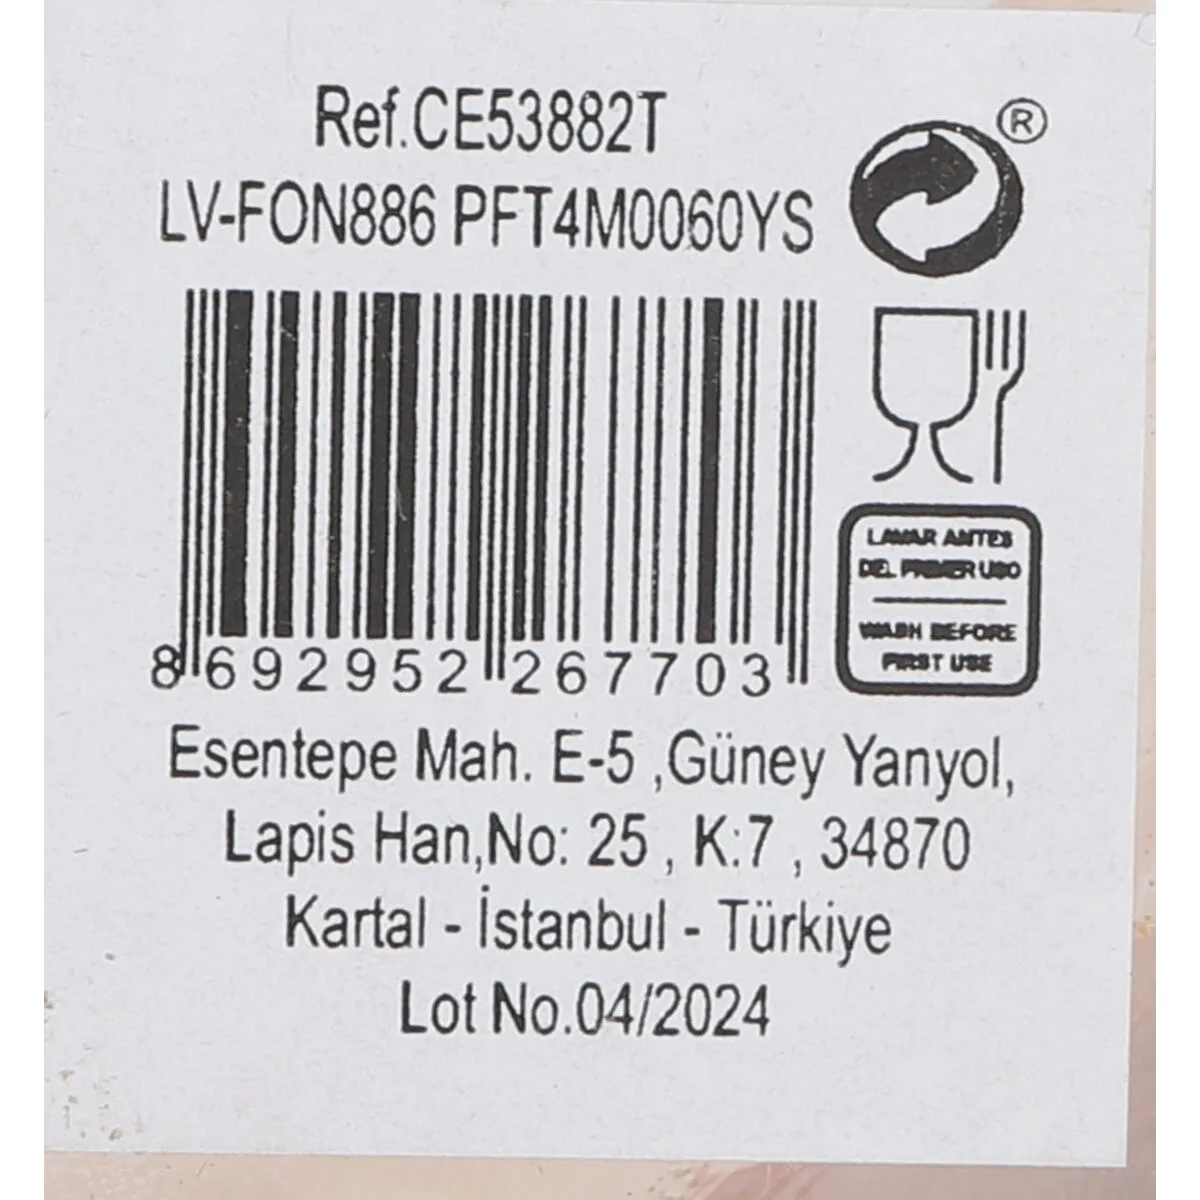 Ref.CE53882T
®
LV-FON886 PFT4M0060YS
8 692952 267703
LAVAR ANTES
DEL PRIMER USO
WASH BEFORE
FIRST USE
Esentepe Mah. E-5 ,Güney Yanyol,
Lapis Han,No: 25 , K:7 , 34870
Kartal - İstanbul - Türkiye
Lot No.04/2024